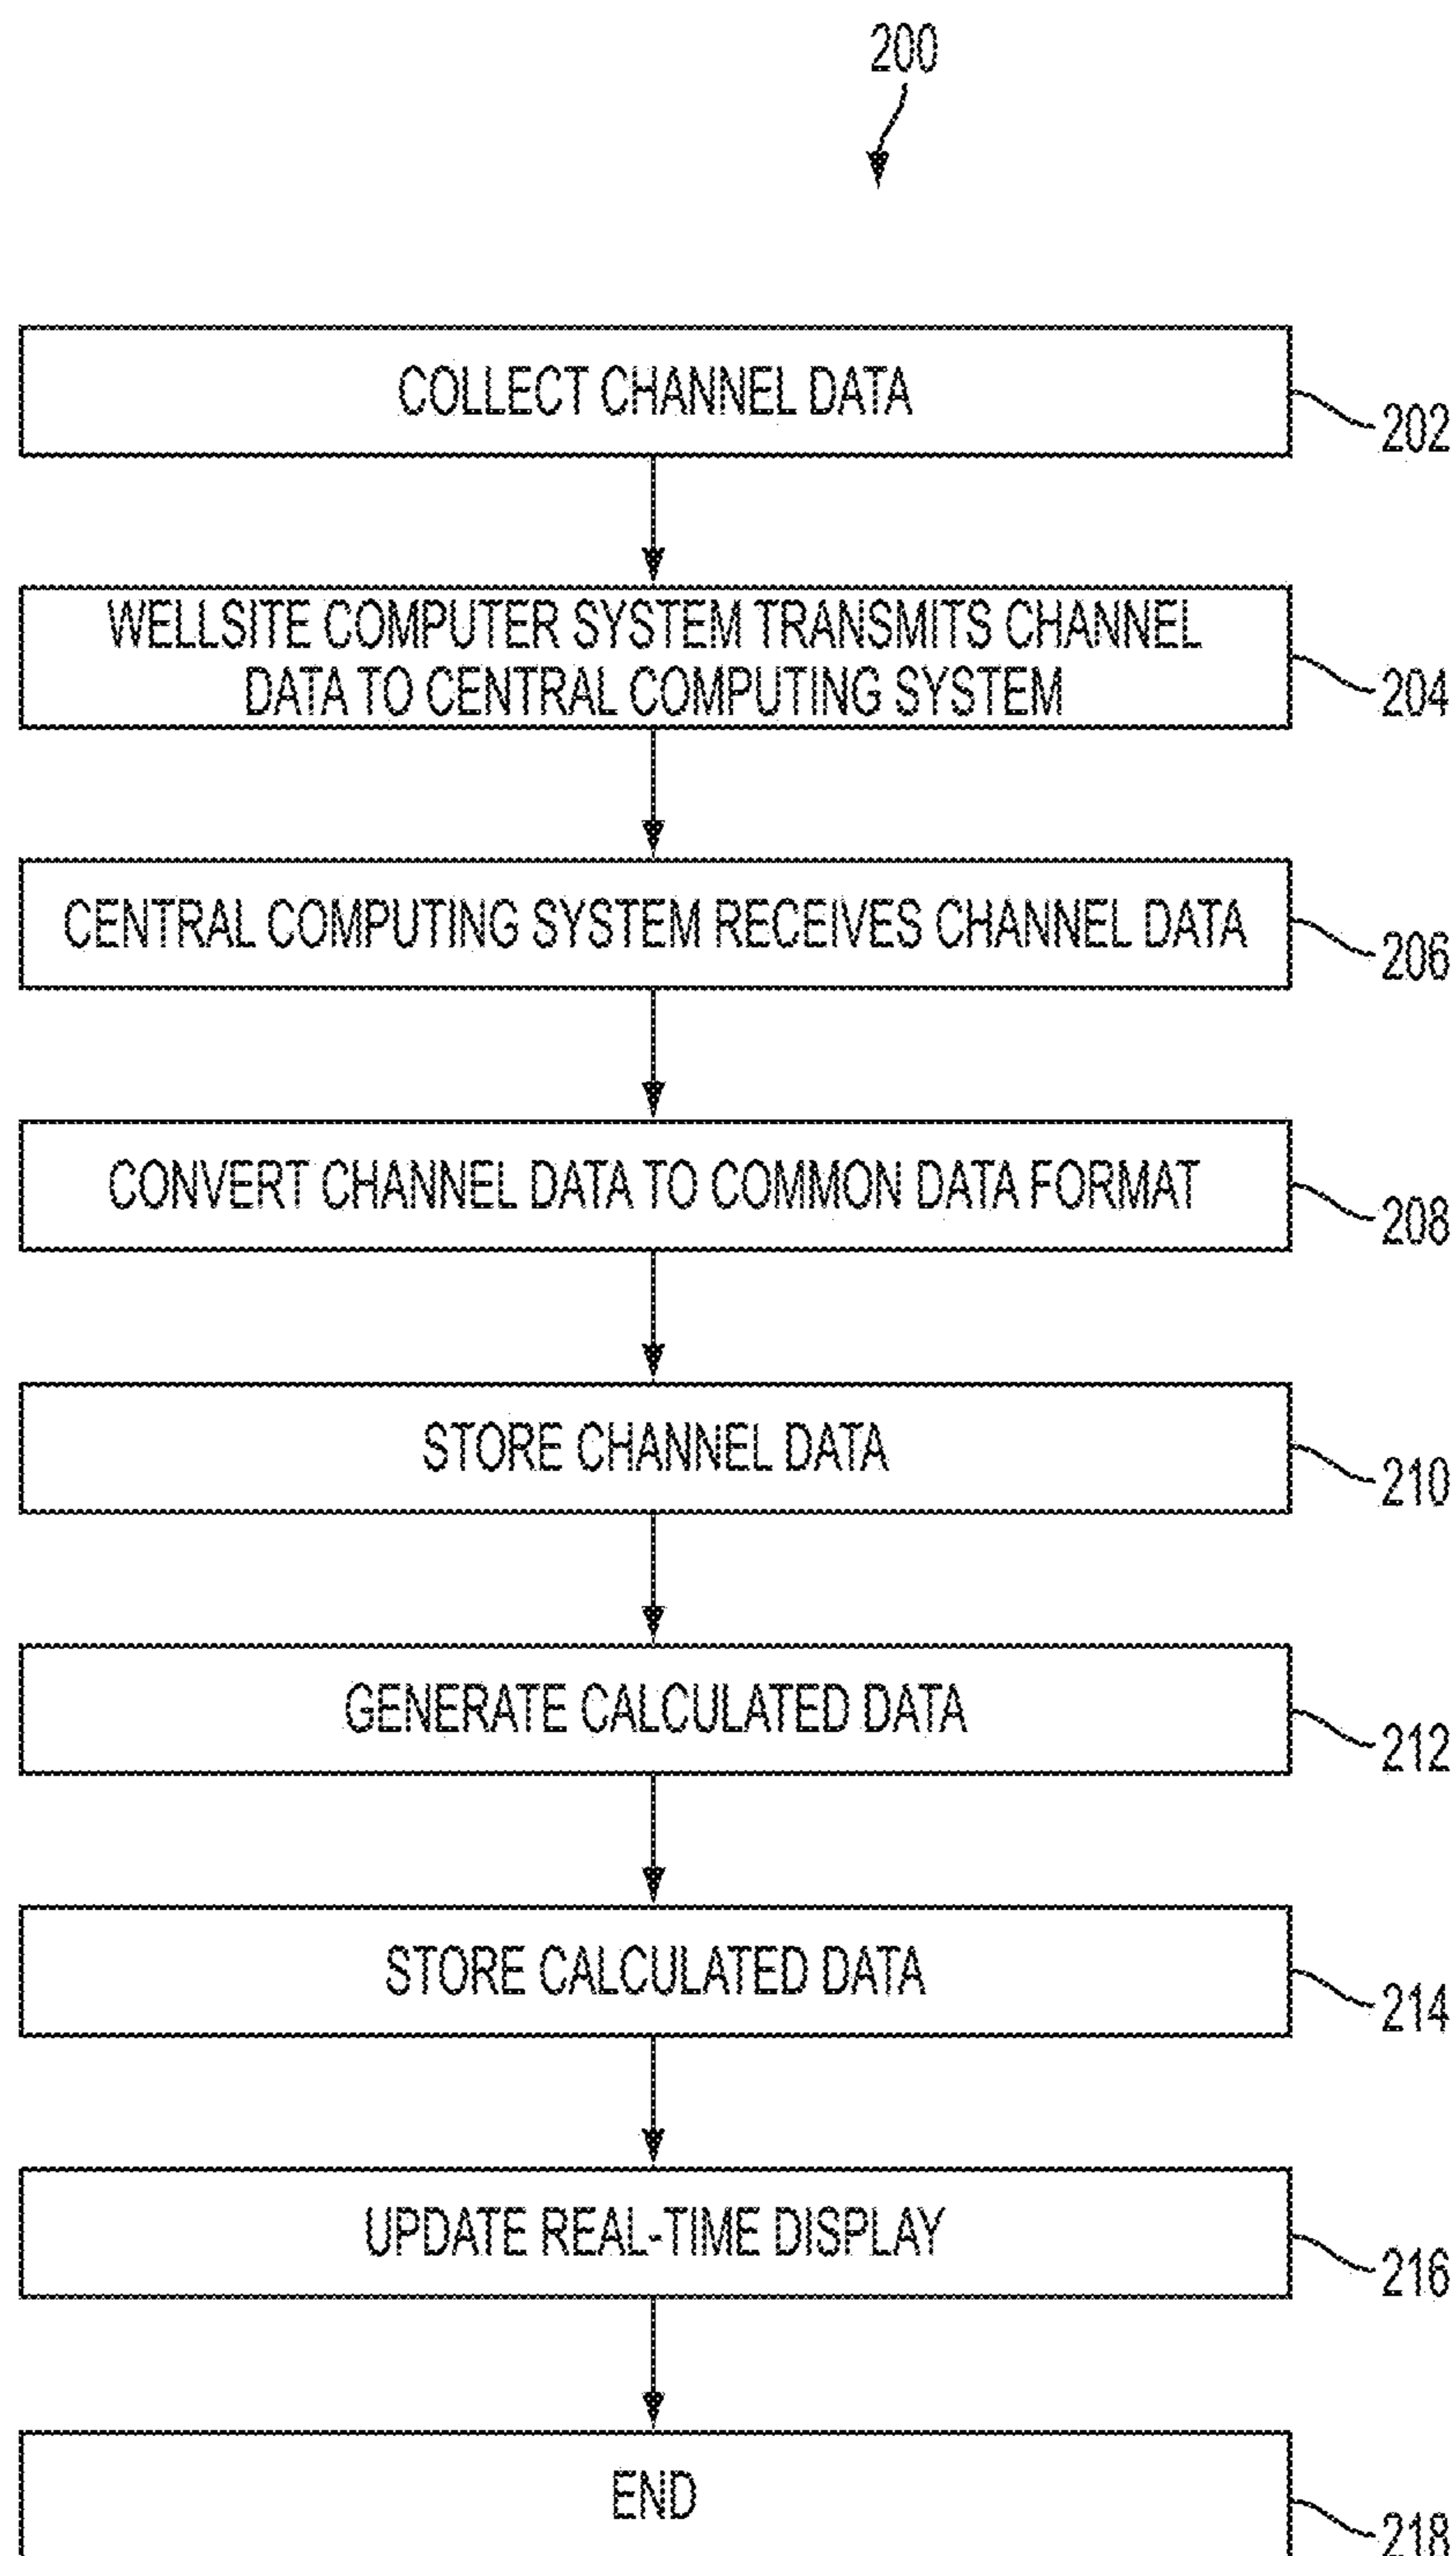 200
COLLECT CHANNEL DATA
202
WELLSITE COMPUTER SYSTEM TRANSMITS CHANNEL
DATA TO CENTRAL COMPUTING SYSTEM
204
CENTRAL COMPUTING SYSTEM RECEIVES CHANNEL DATA
206
CONVERT CHANNEL DATA TO COMMON DATA FORMAT
208
STORE CHANNEL DATA
210
GENERATE CALCULATED DATA
212
STORE CALCULATED DATA
214
UPDATE REAL-TIME DISPLAY
216
END
218